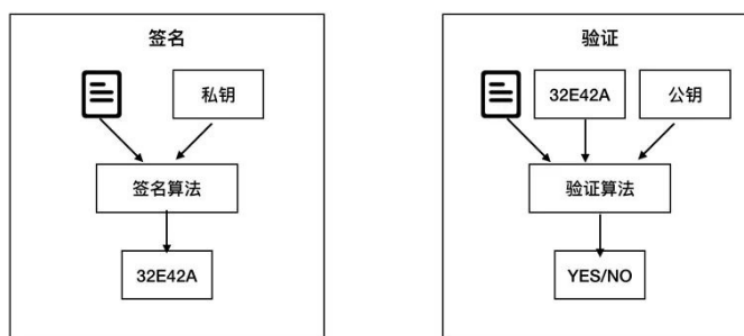 签名
私钥
签名算法
32E42A
验证
32E42A
公钥
验证算法
YES/NO